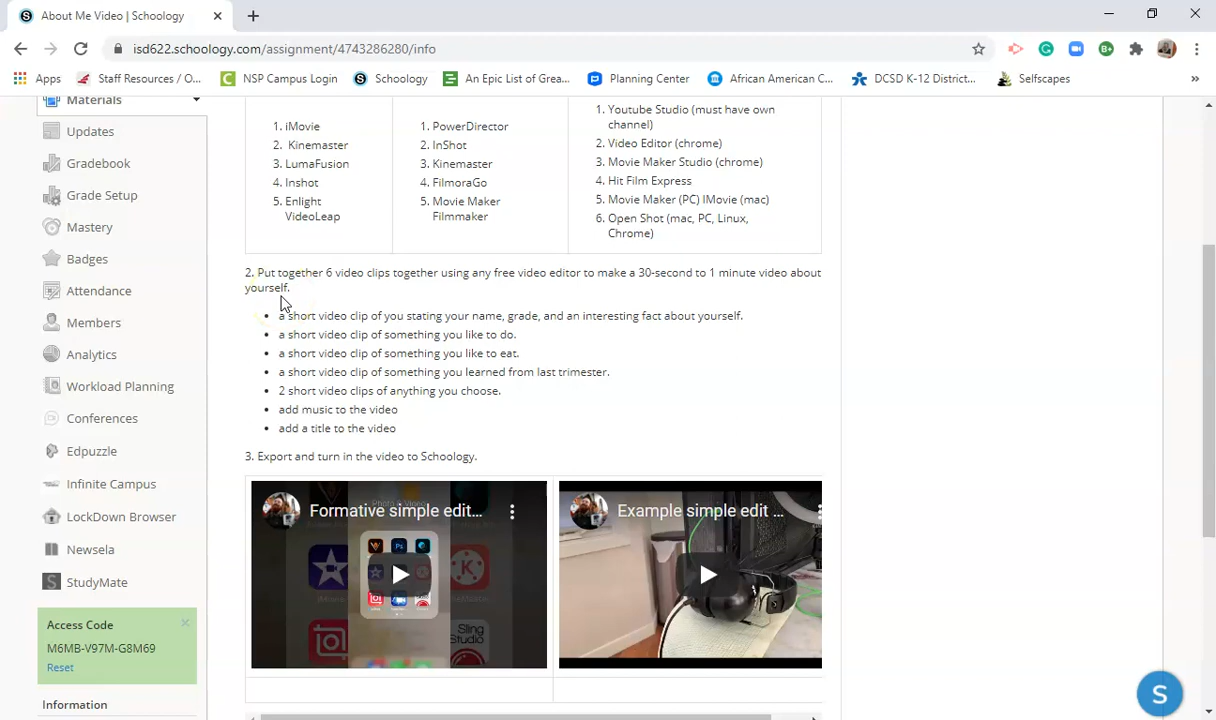 About Me Video | Schoology
isd622.schoology.com/assignment/4743286280/info
Apps Staff Resources / O... NSP Campus Login Schoology An Epic List of Grea... Planning Center African American C... DCSD K-12 District... Selfscapes »
Materials
Updates
Gradebook
Grade Setup
Mastery
Badges
Attendance
Members
Analytics
Workload Planning
Conferences
Edpuzzle
Infinite Campus
LockDown Browser
Newsela
StudyMate
Access Code
M6MB-V97M-G8M69
Reset
Information
1. iMovie
2. Kinemaster
3. LumaFusion
4. Inshot
5. Enlight
VideoLeap
1. PowerDirector
2. InShot
3. Kinemaster
4. FilmoraGo
5. Movie Maker
Filmmaker
1. Youtube Studio (must have own
channel)
2. Video Editor (chrome)
3. Movie Maker Studio (chrome)
4. Hit Film Express
5. Movie Maker (PC) IMovie (mac)
6. Open Shot (mac, PC, Linux,
Chrome)
2. Put together 6 video clips together using any free video editor to make a 30-second to 1 minute video about
yourself.
• a short video clip of you stating your name, grade, and an interesting fact about yourself.
• a short video clip of something you like to do.
• a short video clip of something you like to eat.
• a short video clip of something you learned from last trimester.
• 2 short video clips of anything you choose.
• add music to the video
• add a title to the video
3. Export and turn in the video to Schoology.
Formative simple edit...
Example simple edit ...
Sling
Studio
S